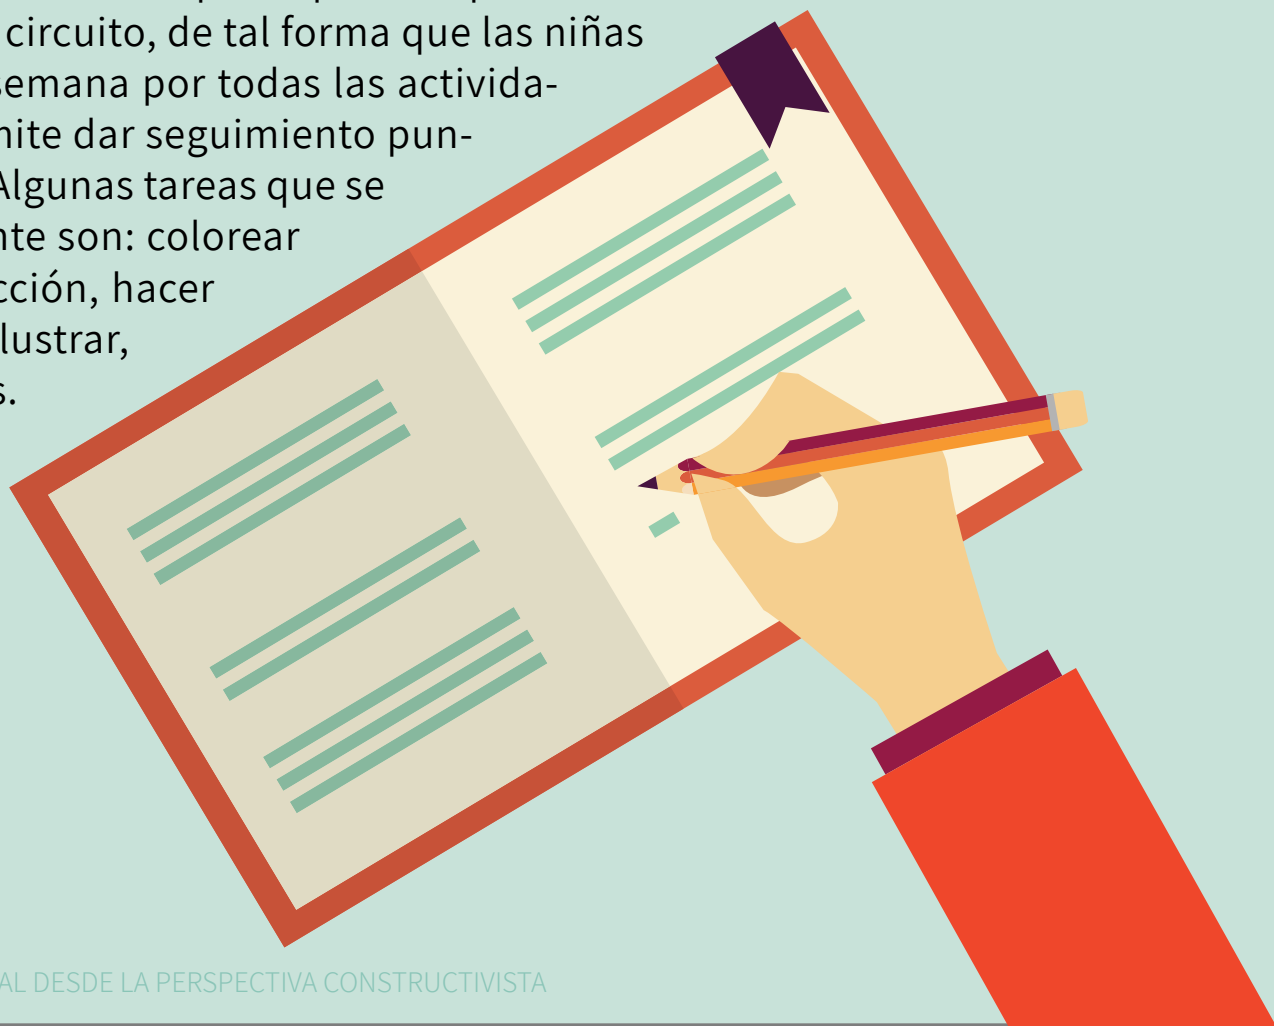 circuito, de tal forma que las niñas
semana por todas las activida-
mite dar seguimiento pun-
Algunas tareas que se
nte son: colorear
cción, hacer
lustrar,
s.
AL DESDE LA PERSPECTIVA CONSTRUCTIVISTA